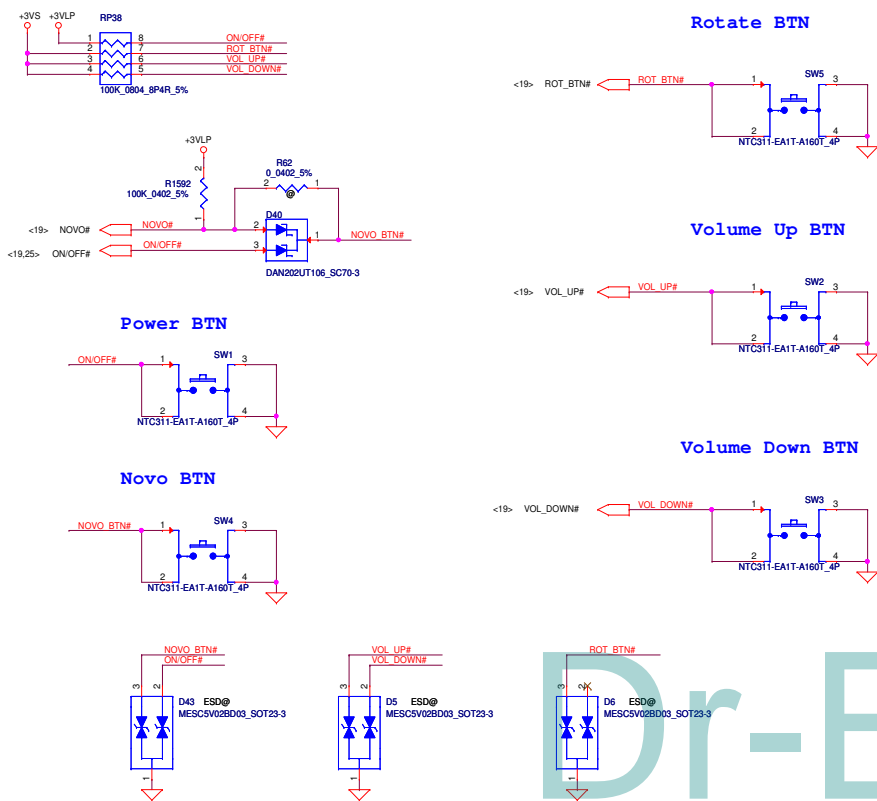 Rotate BTN
+3VS +3VLP RP38
1 8 ON/OFF#
2 7 ROT_BTN#
3 6 VOL_UP#
4 5 VOL_DOWN#
100K_0804_8P4R_5%
<19> ROT_BTN# ROT_BTN# 1 SW5 3
2 4
NTC311-EA1T-A160T_4P
+3VLP
2
R1592
100K_0402_5%
1
R62
0_0402_5%
2 1
@
D40
<19> NOVO# NOVO# 2
1 NOVO_BTN#
<19,25> ON/OFF# ON/OFF# 3
DAN202UT106_SC70-3
Volume Up BTN
<19> VOL_UP# VOL_UP# 1 SW2 3
2 4
NTC311-EA1T-A160T_4P
Power BTN
ON/OFF# 1 SW1 3
2 4
NTC311-EA1T-A160T_4P
Volume Down BTN
<19> VOL_DOWN# VOL_DOWN# 1 SW3 3
2 4
NTC311-EA1T-A160T_4P
Novo BTN
NOVO_BTN# 1 SW4 3
2 4
NTC311-EA1T-A160T_4P
NOVO_BTN#
ON/OFF#
3 2
D43 ESD@
MESC5V02BD03_SOT23-3
1
VOL_UP#
VOL_DOWN#
3 2
D5 ESD@
MESC5V02BD03_SOT23-3
1
ROT_BTN#
3 2
D6 ESD@
MESC5V02BD03_SOT23-3
1
Dr-B